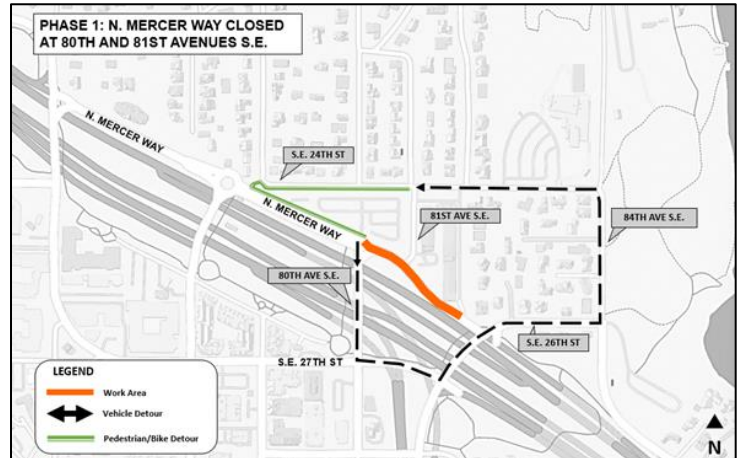 PHASE 1: N. MERCER WAY CLOSED
AT 80TH AND 81ST AVENUES S.E.
N. MERCER WAY
S.E. 24TH ST
N. MERCER WAY
81ST AVE S.E.
84TH AVE S.E.
80TH AVE S.E.
S.E. 26TH ST
S.E. 27TH ST
LEGEND
Work Area
Vehicle Detour
Pedestrian/Bike Detour
N